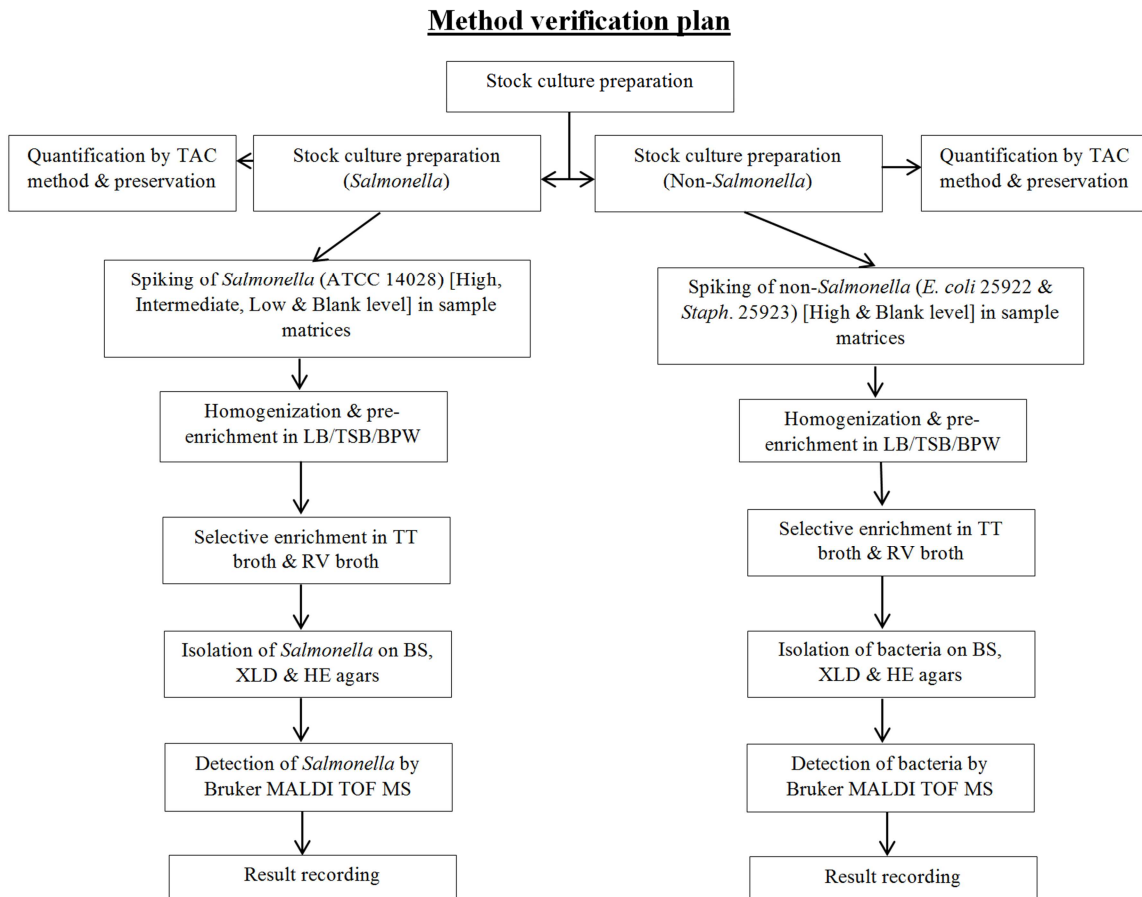 Method verification plan
Stock culture preparation
Quantification by TAC
method & preservation
Stock culture preparation
(Salmonella)
Stock culture preparation
(Non-Salmonella)
Quantification by TAC
method & preservation
Spiking of Salmonella (ATCC 14028) [High,
Intermediate, Low & Blank level] in sample
matrices
Spiking of non-Salmonella (E. coli 25922 &
Staph. 25923) [High & Blank level] in sample
matrices
Homogenization & pre-
enrichment in LB/TSB/BPW
Homogenization & pre-
enrichment in LB/TSB/BPW
Selective enrichment in TT
broth & RV broth
Selective enrichment in TT
broth & RV broth
Isolation of Salmonella on BS,
XLD & HE agars
Isolation of bacteria on BS,
XLD & HE agars
Detection of Salmonella by
Bruker MALDI TOF MS
Detection of bacteria by
Bruker MALDI TOF MS
Result recording
Result recording